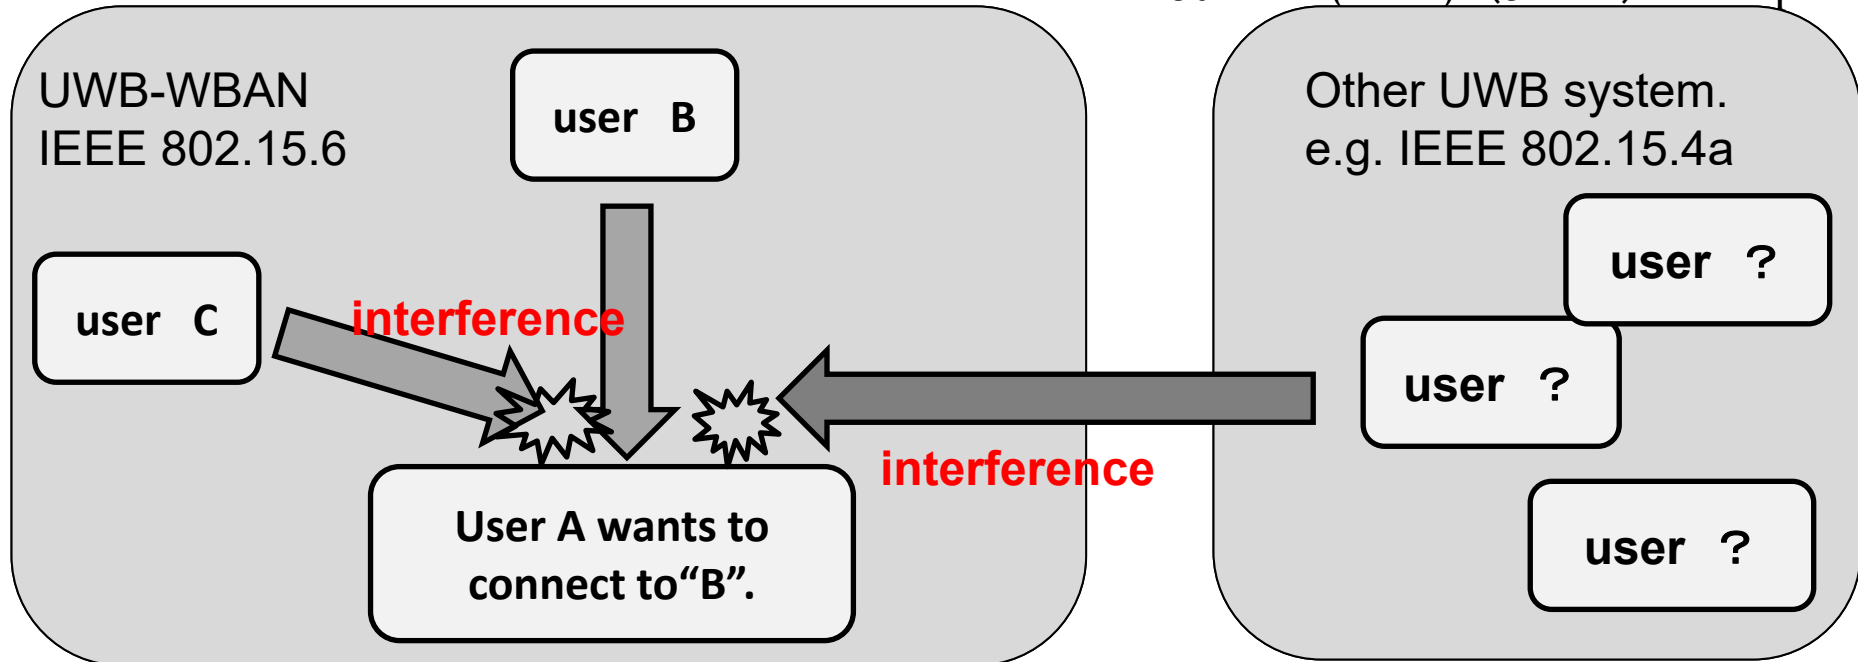 UWB-WBAN
IEEE 802.15.6
user B
user C
interference
User A wants to
connect to“B”.
interference
Other UWB system.
e.g. IEEE 802.15.4a
user ?
user ?
user ?